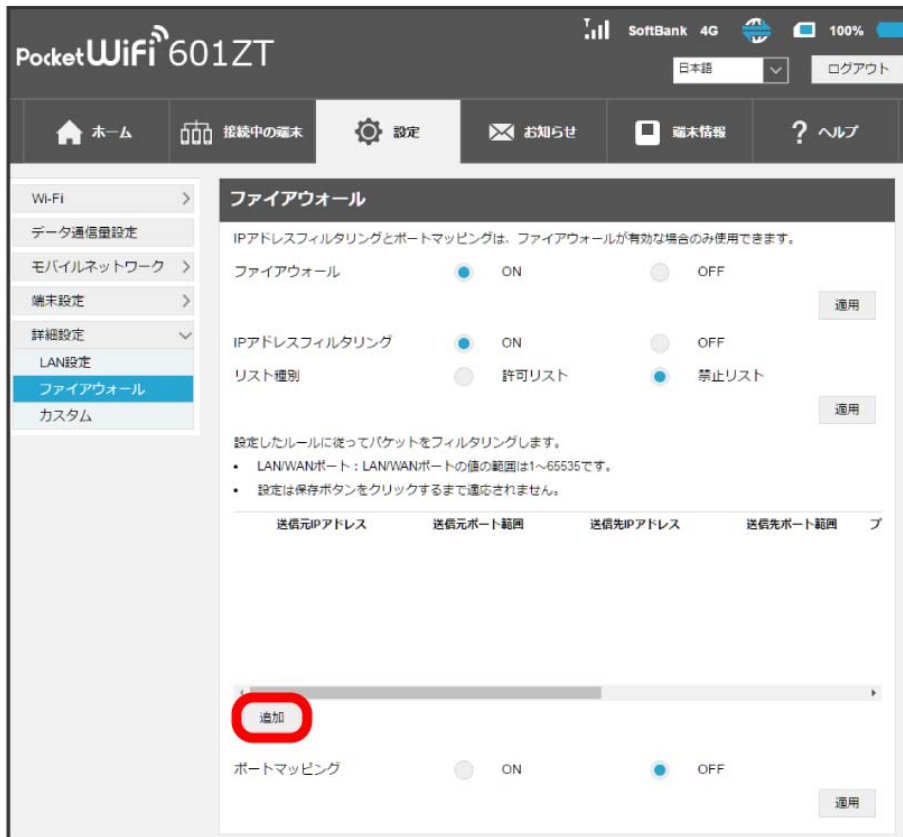 SoftBank 4G 100%
PocketWiFi 601ZT
日本語 ログアウト
ホーム 接続中の端末 設定 お知らせ 端末情報 ? ヘルプ
Wi-Fi
データ通信量設定
モバイルネットワーク
端末設定
詳細設定
LAN設定
ファイアウォール
カスタム
ファイアウォール
IPアドレスフィルタリングとポートマッピングは、ファイアウォールが有効な場合のみ使用できます。
ファイアウォール ON OFF
適用
IPアドレスフィルタリング ON OFF
リスト種別 許可リスト 禁止リスト
適用
設定したルールに従ってパケットをフィルタリングします。
• LAN/WANポート：LAN/WANポートの値の範囲は1～65535です。
• 設定は保存ボタンをクリックするまで適応されません。
送信元IPアドレス 送信元ポート範囲 送信先IPアドレス 送信先ポート範囲 プ
追加
ポートマッピング ON OFF
適用